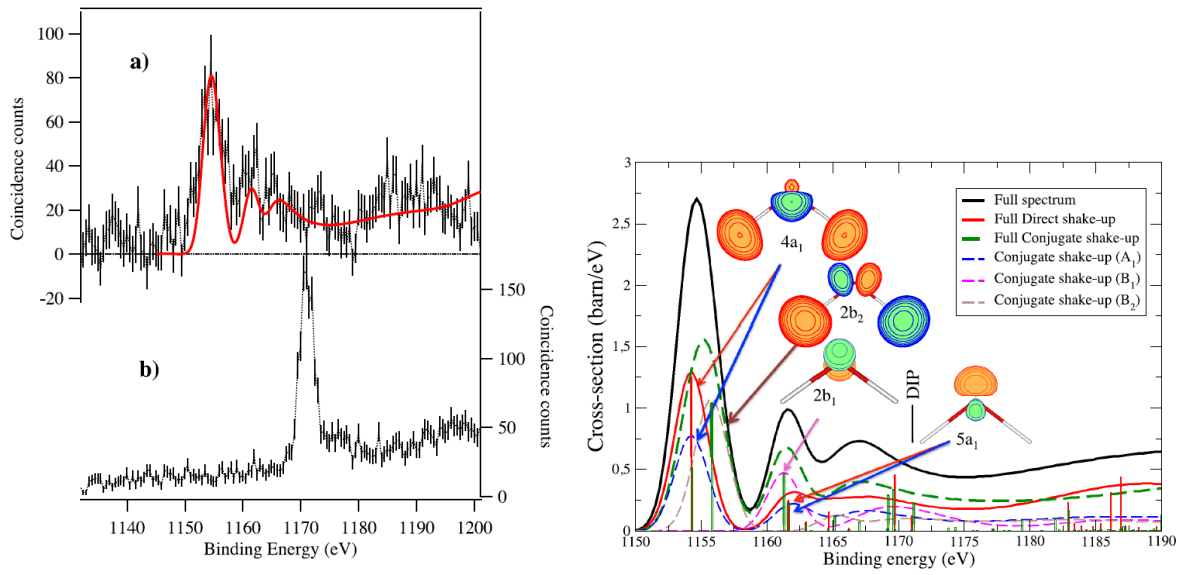 100
80
60
40
20
0
-20
Coincidence counts
a)
b)
150
100
50
0
Coincidence counts
1140
1150
1160
1170
1180
1190
1200
Binding Energy (eV)
3
2.5
2
1.5
1
0.5
0
Cross-section (barn/eV)
Full spectrum
Full Direct shake-up
Full Conjugate shake-up
Conjugate shake-up (A₁)
Conjugate shake-up (B₁)
Conjugate shake-up (B₂)
4a₁
2b₂
2b₁
DIP
5a₁
1150
1155
1160
1165
1170
1175
1180
1185
1190
Binding energy (eV)